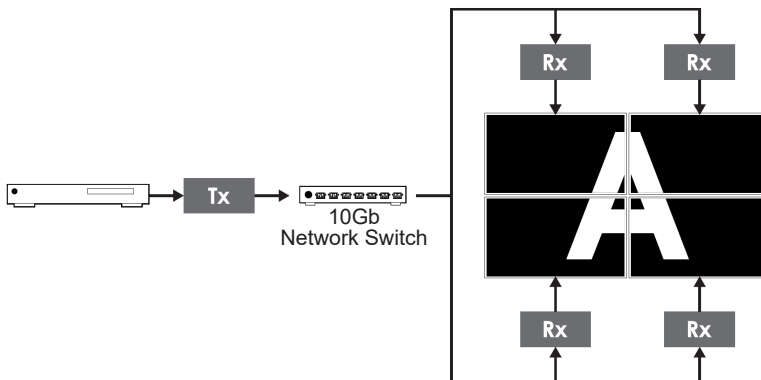 Rx Rx
Tx
10Gb
Network Switch
A
Rx Rx